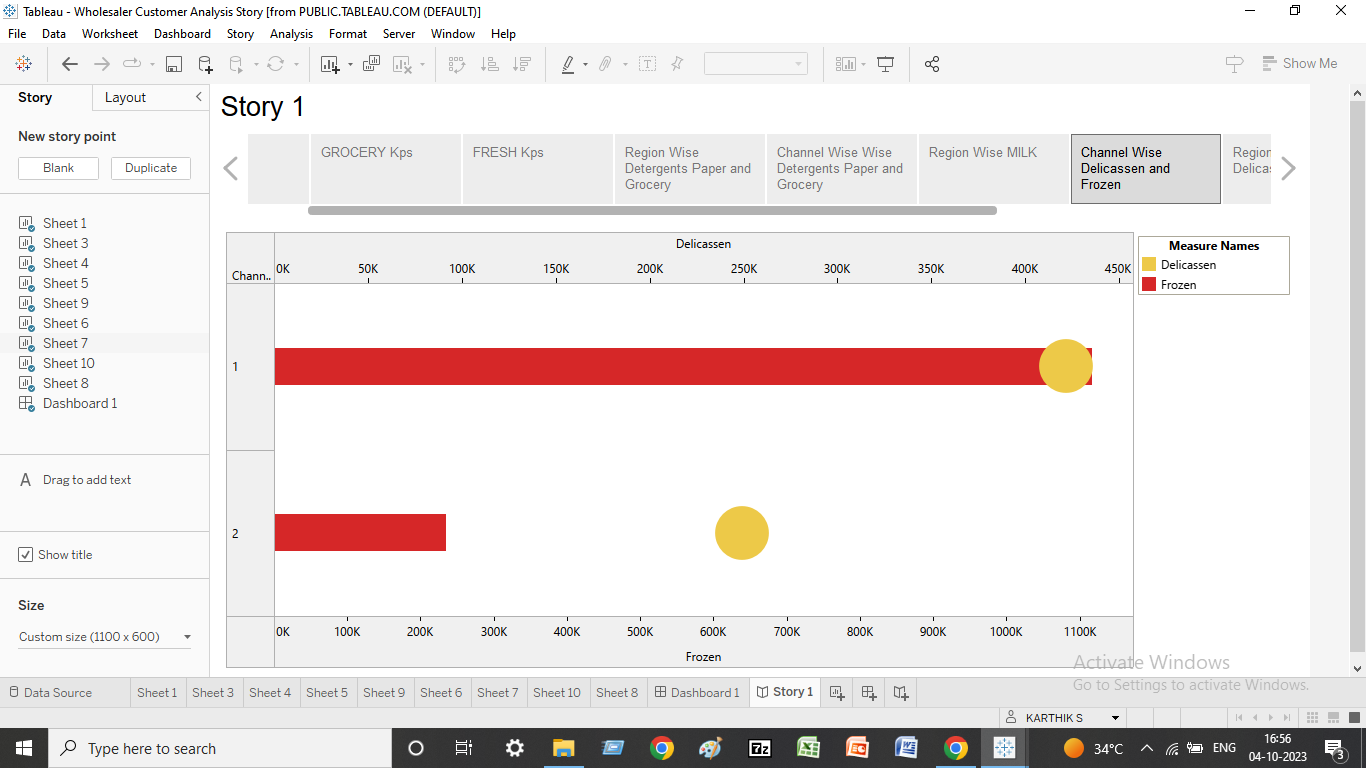 Tableau - Wholesaler Customer Analysis Story [from PUBLIC.TABLEAU.COM (DEFAULT)]
File Data Worksheet Dashboard Story Analysis Format Server Window Help
Show Me
Story Layout
New story point
Blank Duplicate
Sheet 1
Sheet 3
Sheet 4
Sheet 5
Sheet 9
Sheet 6
Sheet 7
Sheet 10
Sheet 8
Dashboard 1
A Drag to add text
Show title
Size
Custom size (1100 x 600)
Story 1
GROCERY Kps
FRESH Kps
Region Wise
Detergents Paper and
Grocery
Channel Wise Wise
Detergents Paper and
Grocery
Region Wise MILK
Channel Wise
Delicassen and
Frozen
Region
Delicas
Delicassen
Chann..
0K 50K 100K 150K 200K 250K 300K 350K 400K 450K
1
2
0K 100K 200K 300K 400K 500K 600K 700K 800K 900K 1000K 1100K
Frozen
Measure Names
Delicassen
Frozen
Activate Windows
Go to Settings to activate Windows.
Data Source Sheet 1 Sheet 3 Sheet 4 Sheet 5 Sheet 9 Sheet 6 Sheet 7 Sheet 10 Sheet 8 Dashboard 1 Story 1
KARTHIK S
Type here to search
7z
34°C
ENG
16:56
04-10-2023
3